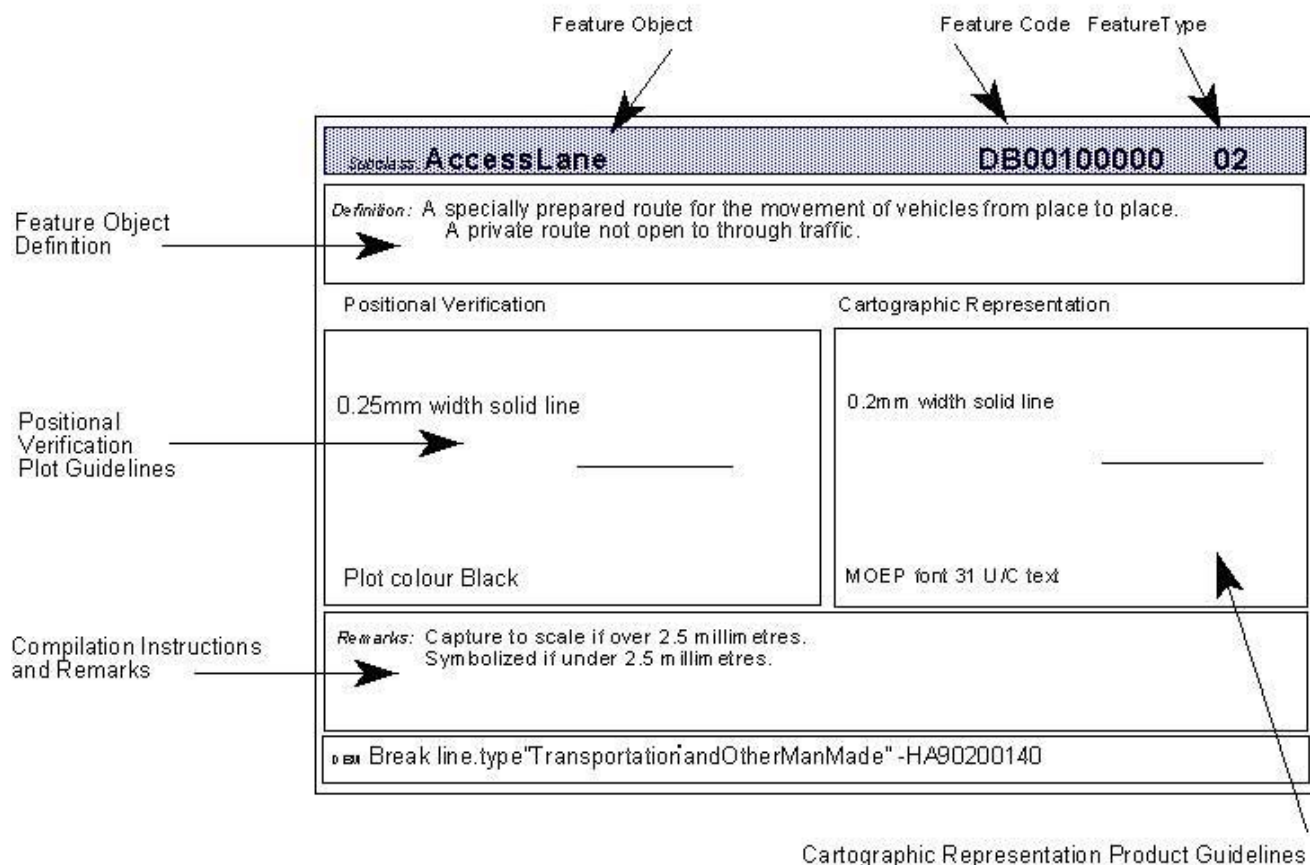 Feature Object
Feature Code FeatureType
Subclass: AccessLane DB00100000 02
Feature Object
Definition
Definition: A specially prepared route for the movement of vehicles from place to place.
A private route not open to through traffic.
Positional Verification
Cartographic Representation
Positional
Verification
Plot Guidelines
0.25mm width solid line
Plot colour Black
0.2mm width solid line
MOEP font 31 U/C text
Compilation Instructions
and Remarks
Remarks: Capture to scale if over 2.5 millimetres.
Symbolized if under 2.5 millimetres.
DEM Break line.type"TransportationandOtherManMade" -HA90200140
Cartographic Representation Product Guidelines